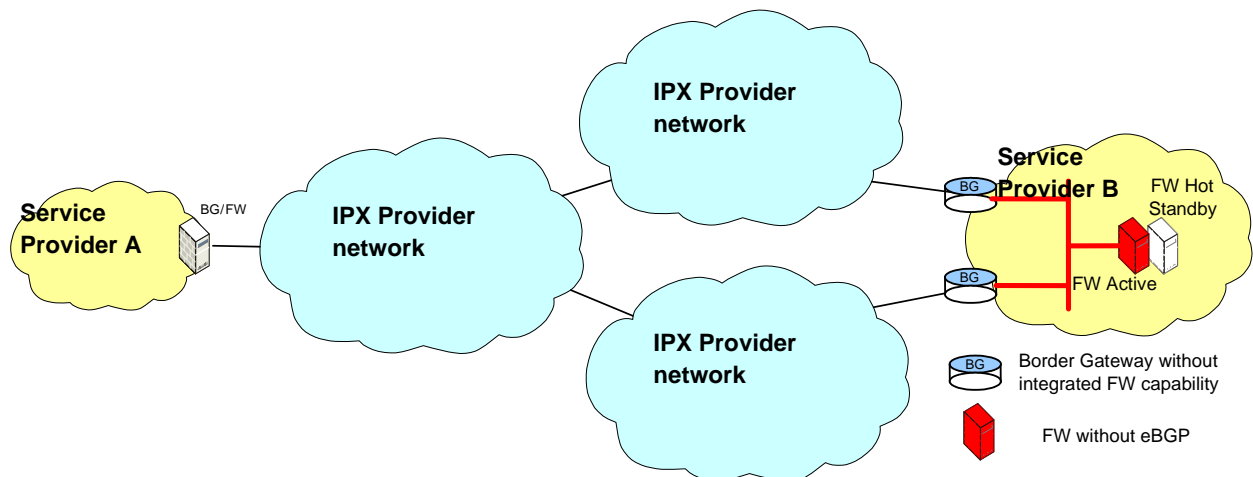 IPX Provider
network
Service
Provider A
BG/FW
IPX Provider
network
BG
Service
Provider B
FW Hot
Standby
BG
FW Active
IPX Provider
network
BG
Border Gateway without
integrated FW capability
FW without eBGP